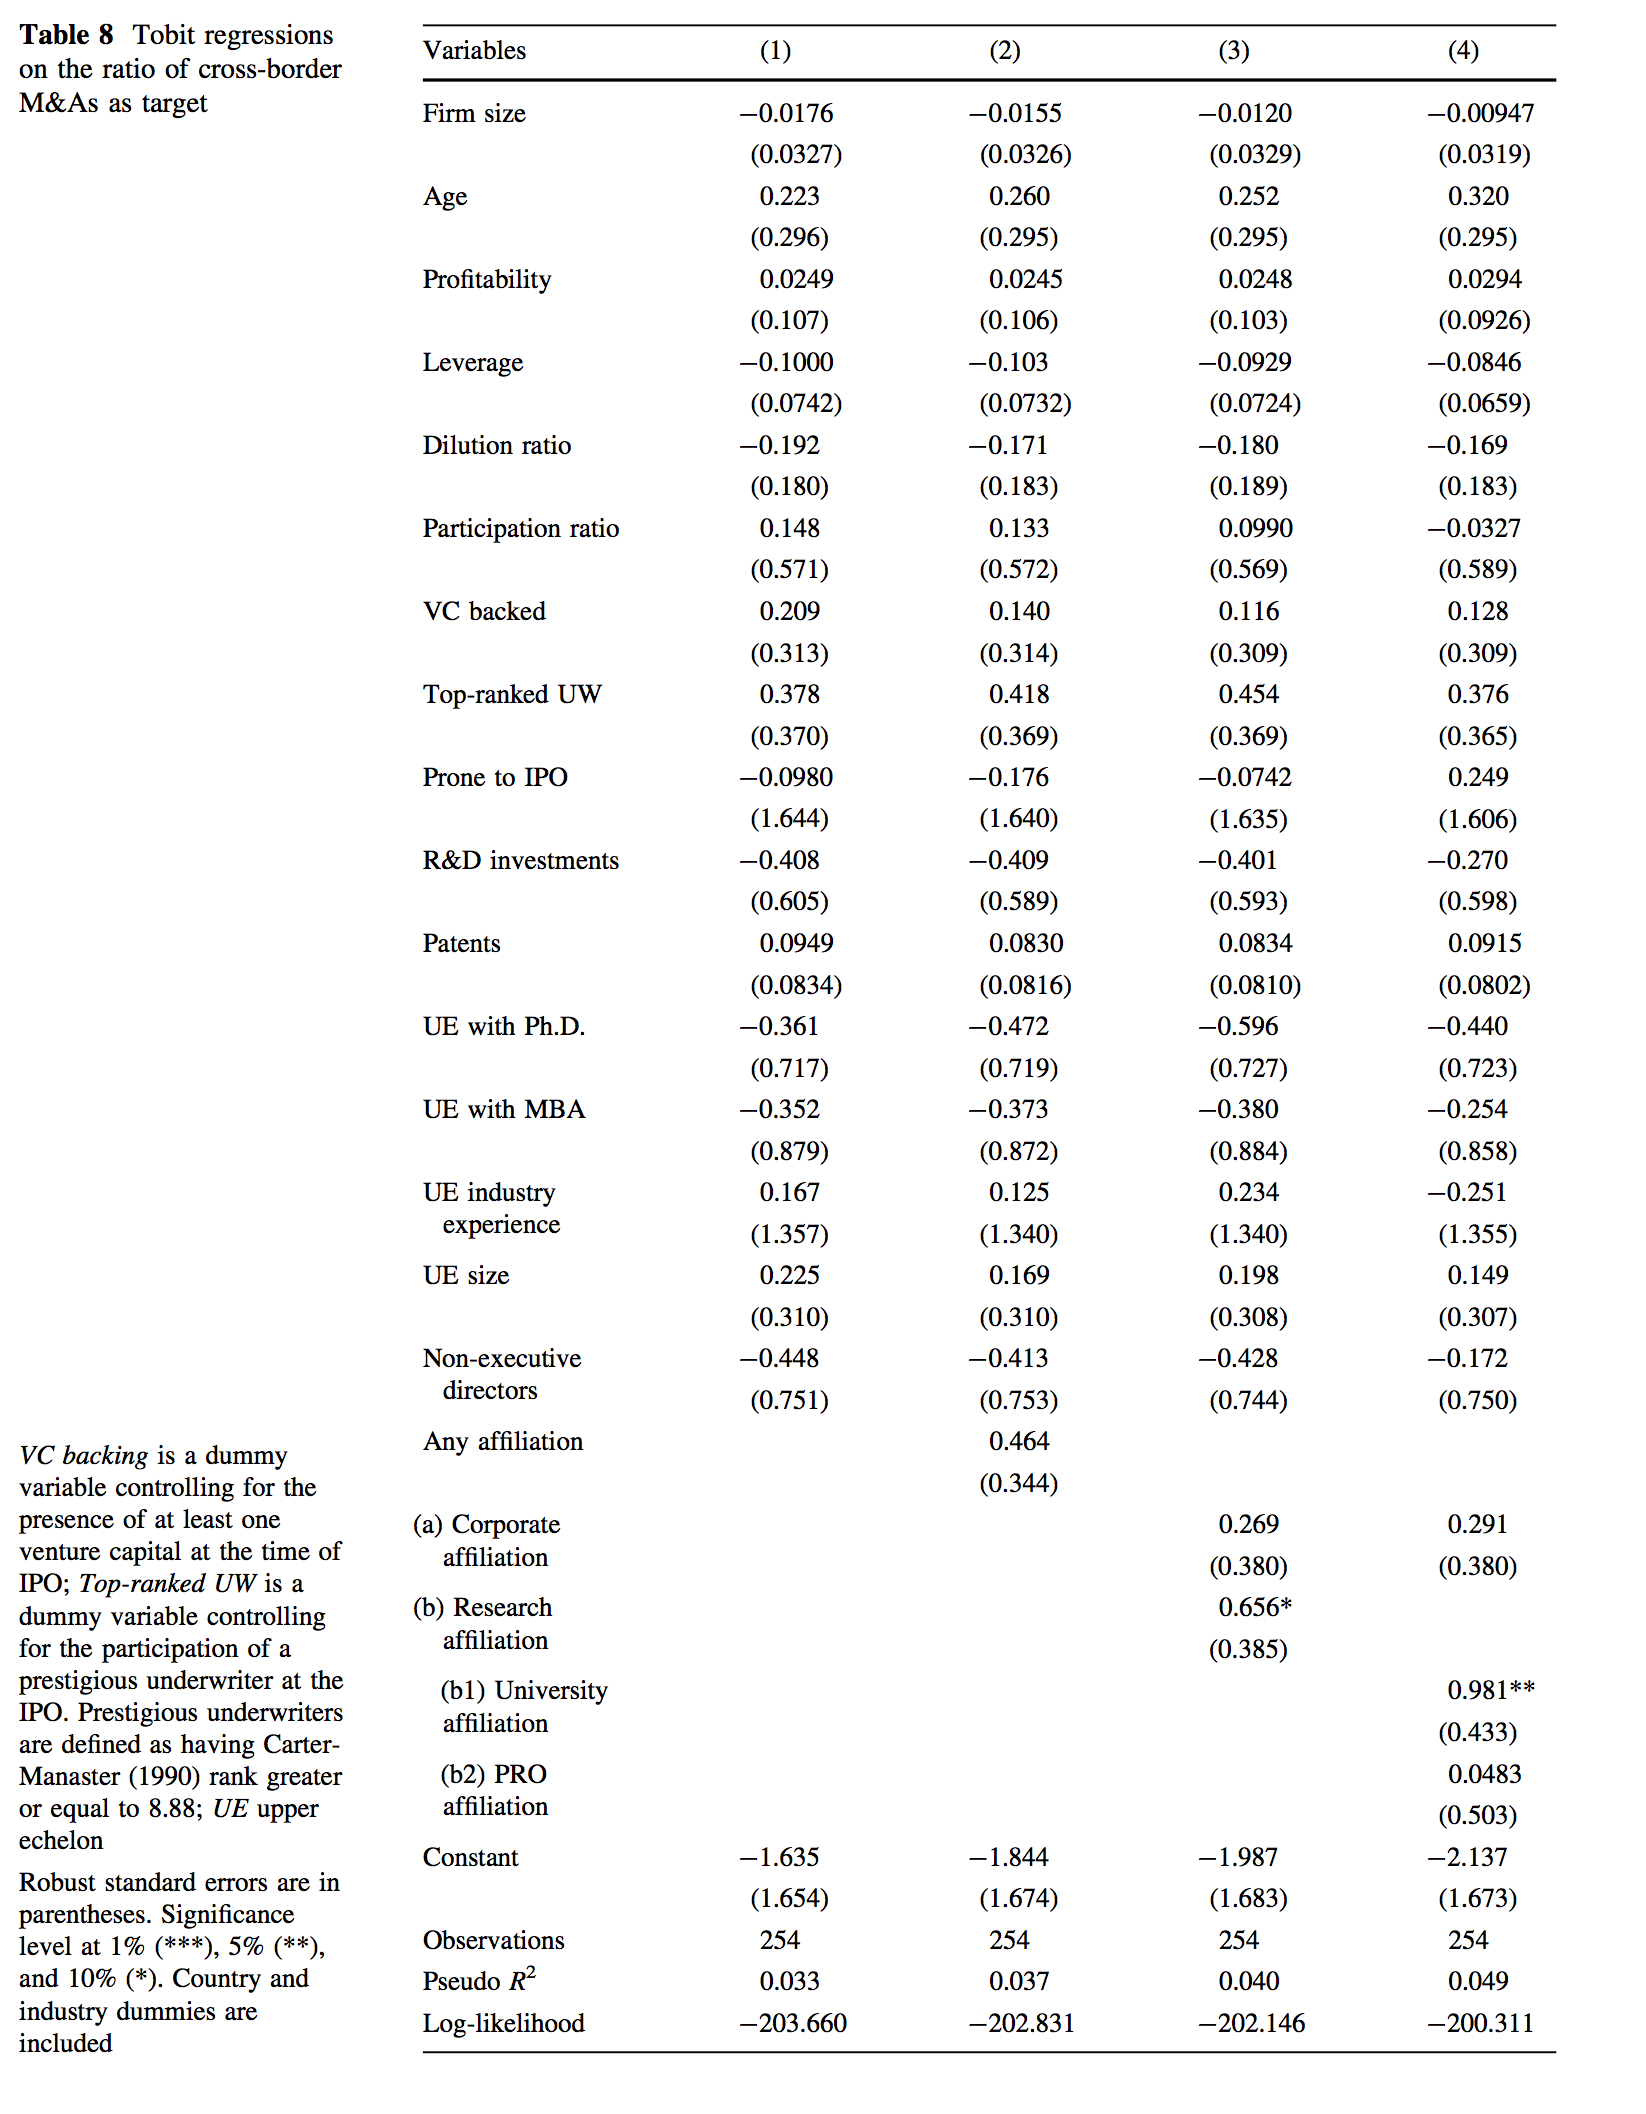 Table 8 Tobit regressions
on the ratio of cross-border
M&As as target
Variables (1) (2) (3) (4)
Firm size −0.0176 −0.0155 −0.0120 −0.00947
(0.0327) (0.0326) (0.0329) (0.0319)
Age 0.223 0.260 0.252 0.320
(0.296) (0.295) (0.295) (0.295)
Profitability 0.0249 0.0245 0.0248 0.0294
(0.107) (0.106) (0.103) (0.0926)
Leverage −0.1000 −0.103 −0.0929 −0.0846
(0.0742) (0.0732) (0.0724) (0.0659)
Dilution ratio −0.192 −0.171 −0.180 −0.169
(0.180) (0.183) (0.189) (0.183)
Participation ratio 0.148 0.133 0.0990 −0.0327
(0.571) (0.572) (0.569) (0.589)
VC backed 0.209 0.140 0.116 0.128
(0.313) (0.314) (0.309) (0.309)
Top-ranked UW 0.378 0.418 0.454 0.376
(0.370) (0.369) (0.369) (0.365)
Prone to IPO −0.0980 −0.176 −0.0742 0.249
(1.644) (1.640) (1.635) (1.606)
R&D investments −0.408 −0.409 −0.401 −0.270
(0.605) (0.589) (0.593) (0.598)
Patents 0.0949 0.0830 0.0834 0.0915
(0.0834) (0.0816) (0.0810) (0.0802)
UE with Ph.D. −0.361 −0.472 −0.596 −0.440
(0.717) (0.719) (0.727) (0.723)
UE with MBA −0.352 −0.373 −0.380 −0.254
(0.879) (0.872) (0.884) (0.858)
UE industry 0.167 0.125 0.234 −0.251
experience (1.357) (1.340) (1.340) (1.355)
UE size 0.225 0.169 0.198 0.149
(0.310) (0.310) (0.308) (0.307)
Non-executive −0.448 −0.413 −0.428 −0.172
directors (0.751) (0.753) (0.744) (0.750)
Any affiliation 0.464
(0.344)
(a) Corporate 0.269 0.291
affiliation (0.380) (0.380)
(b) Research 0.656*
affiliation (0.385)
(b1) University 0.981**
affiliation (0.433)
(b2) PRO 0.0483
affiliation (0.503)
Constant −1.635 −1.844 −1.987 −2.137
(1.654) (1.674) (1.683) (1.673)
Observations 254 254 254 254
Pseudo R² 0.033 0.037 0.040 0.049
Log-likelihood −203.660 −202.831 −202.146 −200.311
VC backing is a dummy
variable controlling for the
presence of at least one
venture capital at the time of
IPO; Top-ranked UW is a
dummy variable controlling
for the participation of a
prestigious underwriter at the
IPO. Prestigious underwriters
are defined as having Carter-
Manaster (1990) rank greater
or equal to 8.88; UE upper
echelon
Robust standard errors are in
parentheses. Significance
level at 1% (***), 5% (**),
and 10% (*). Country and
industry dummies are
included